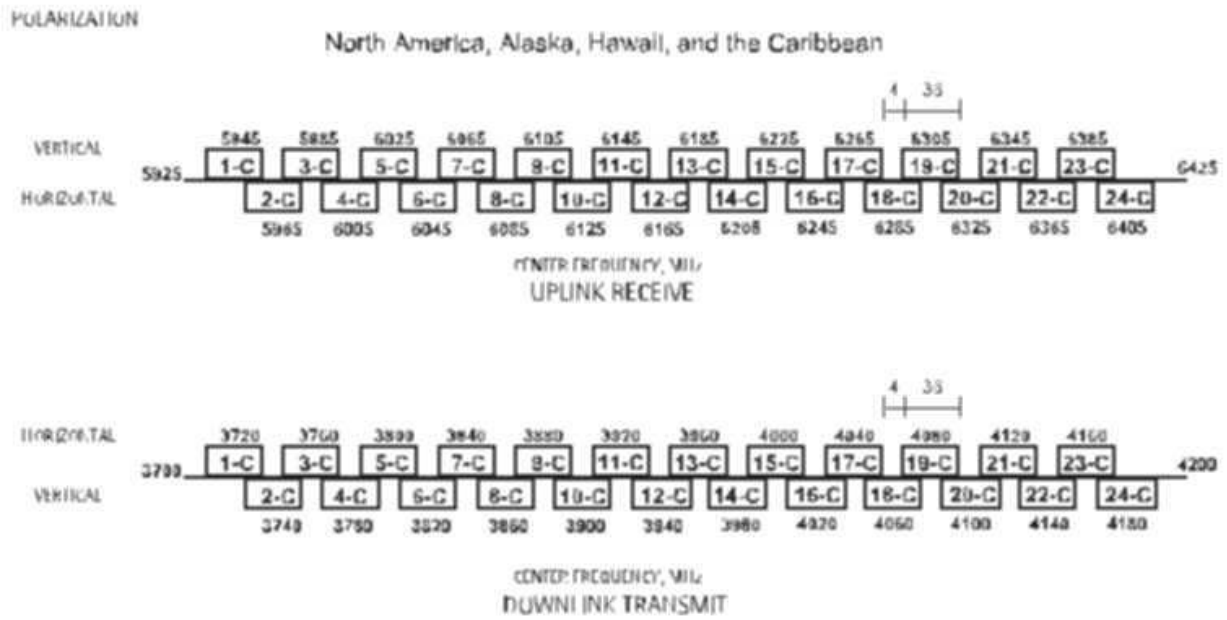 POLARIZATION
North America, Alaska, Hawaii, and the Caribbean
4 36
5945 5985 6025 6065 6105 6145 6185 6225 6265 6305 6345 6385
VERTICAL 1-C 3-C 5-C 7-C 9-C 11-C 13-C 15-C 17-C 19-C 21-C 23-C
5925 6425
HORIZONTAL 2-C 4-C 6-C 8-C 10-C 12-C 14-C 16-C 18-C 20-C 22-C 24-C
5965 6005 6045 6085 6125 6165 6205 6245 6285 6325 6365 6405
CENTER FREQUENCY, MHz
UPLINK RECEIVE
4 36
HORIZONTAL 3720 3760 3800 3840 3880 3920 3960 4000 4040 4080 4120 4160
1-C 3-C 5-C 7-C 9-C 11-C 13-C 15-C 17-C 19-C 21-C 23-C
3700 4200
VERTICAL 2-C 4-C 6-C 8-C 10-C 12-C 14-C 16-C 18-C 20-C 22-C 24-C
3740 3780 3820 3860 3900 3940 3980 4020 4060 4100 4140 4180
CENTER FREQUENCY, MHz
DOWNLINK TRANSMIT